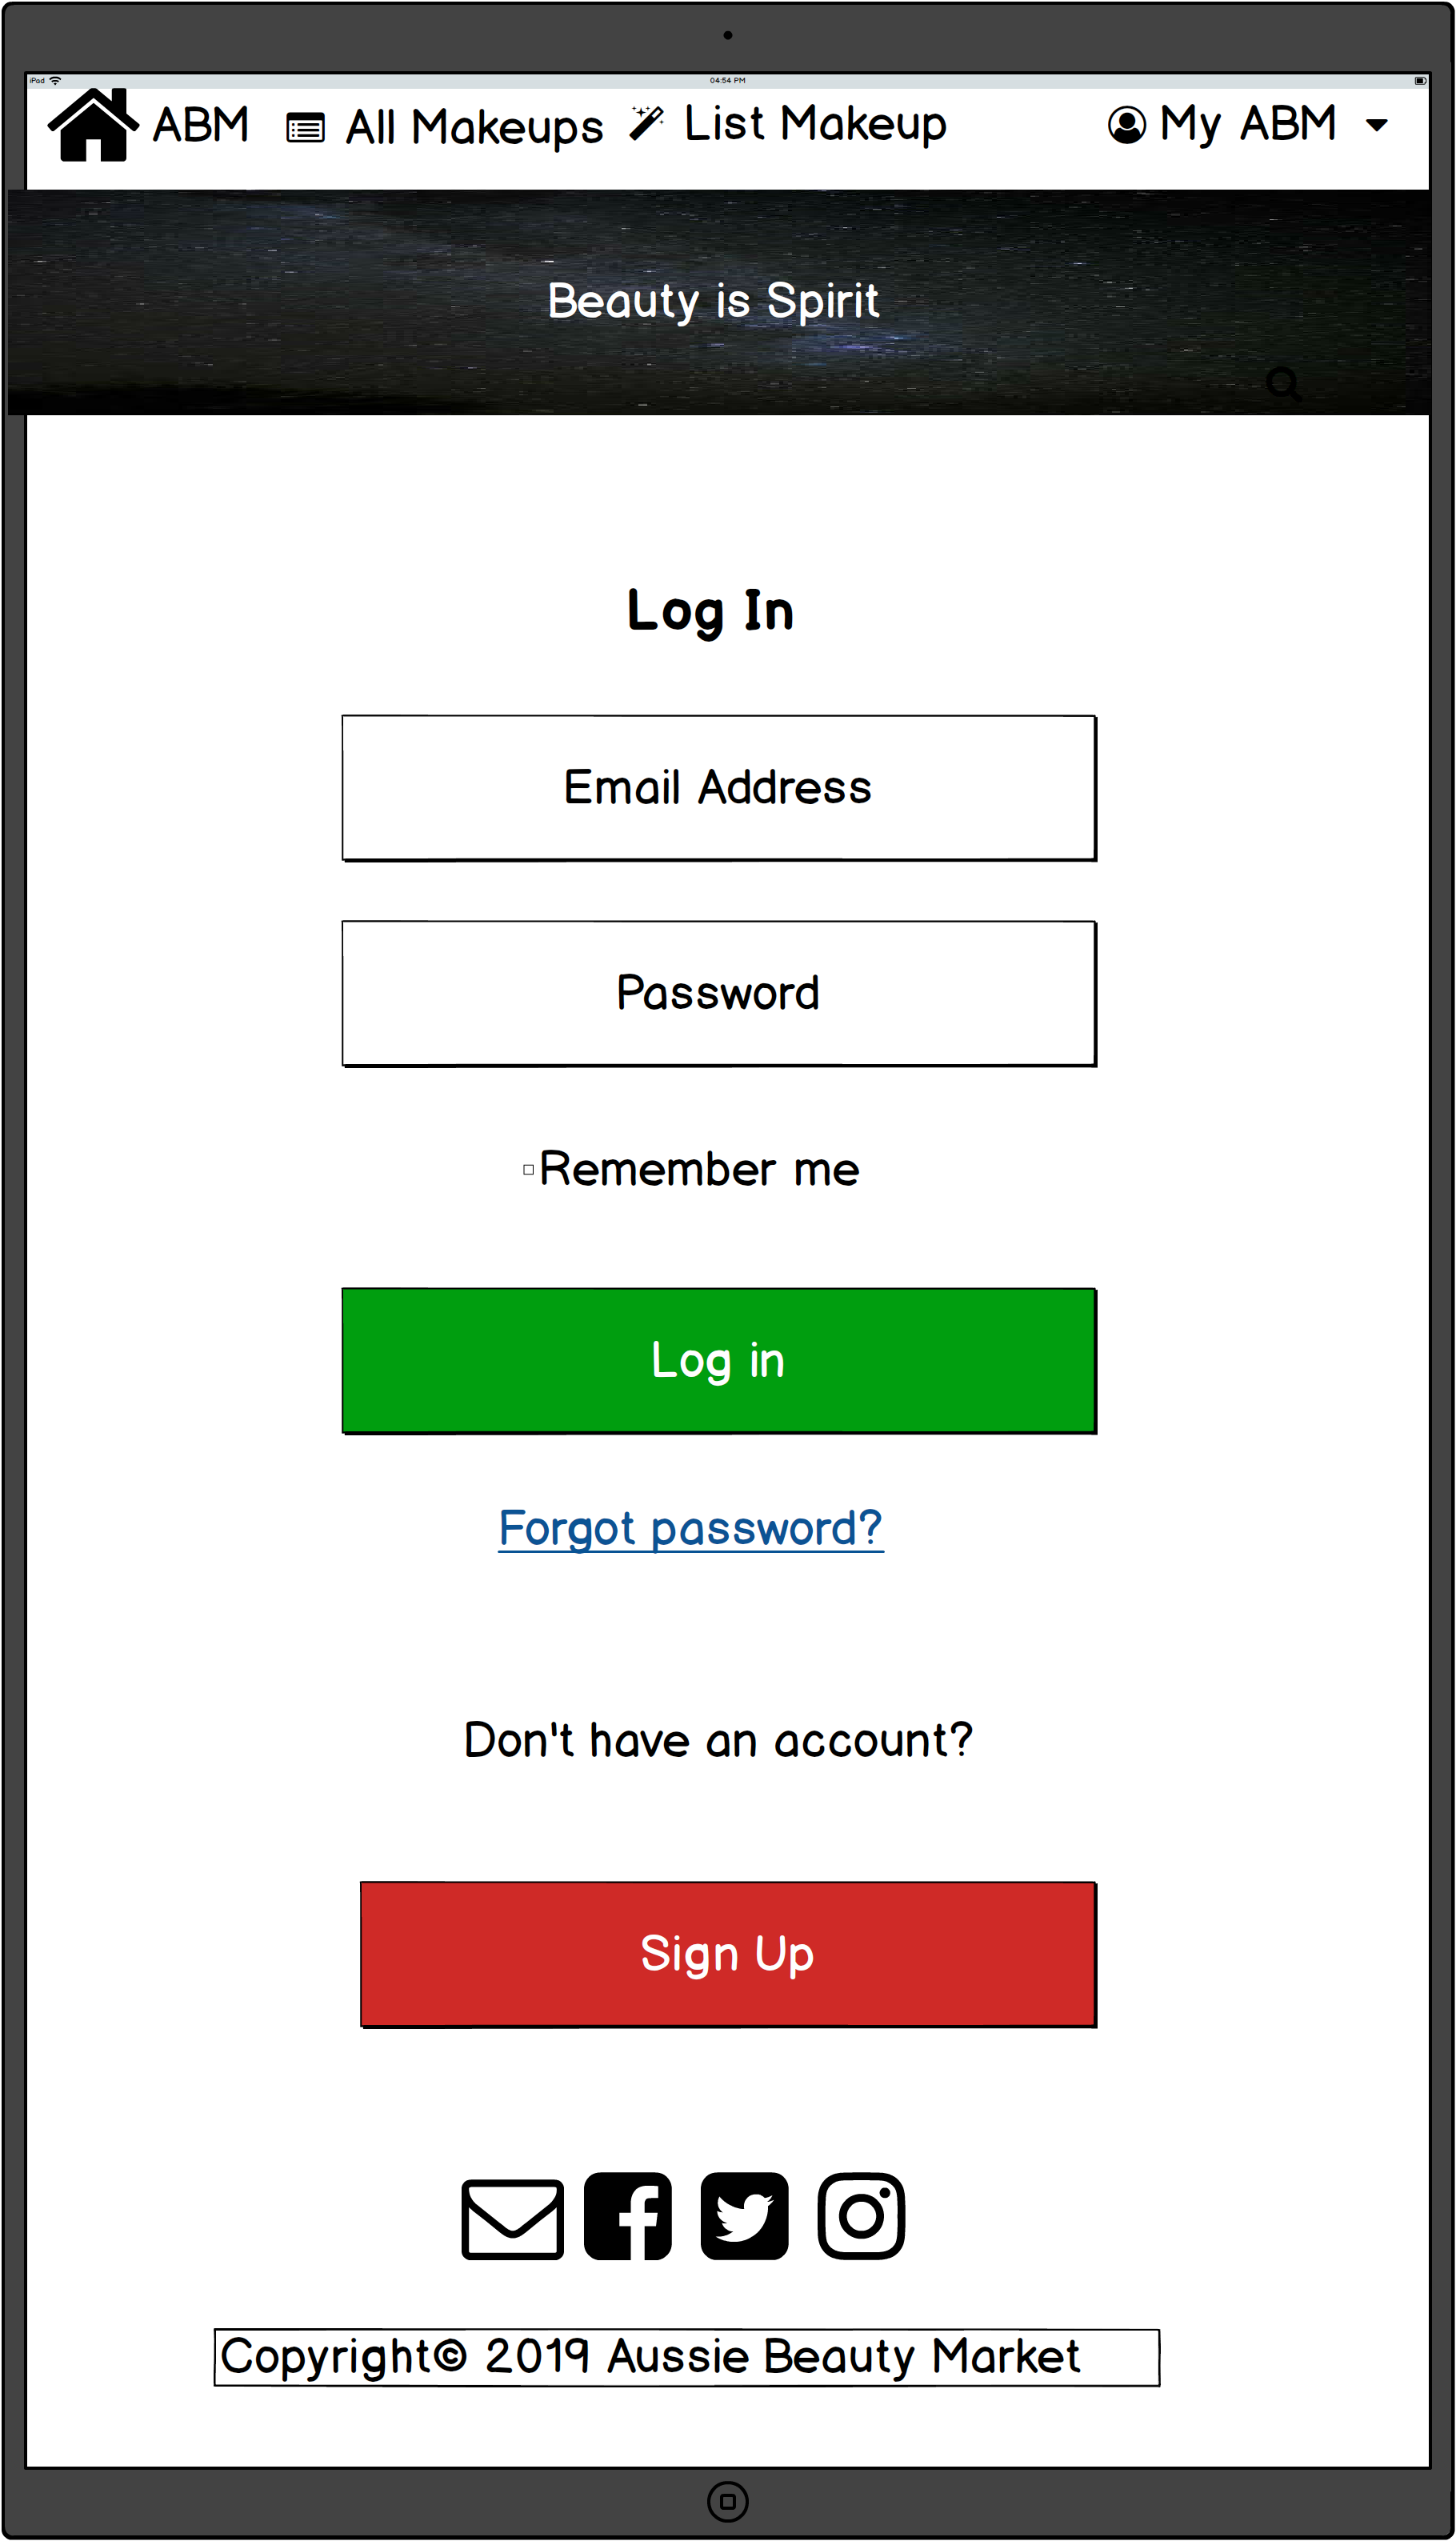 iPad 04:54 PM
ABM All Makeups List Makeup My ABM
Beauty is Spirit
Log In
Email Address
Password
Remember me
Log in
Forgot password?
Don't have an account?
Sign Up
Copyright© 2019 Aussie Beauty Market